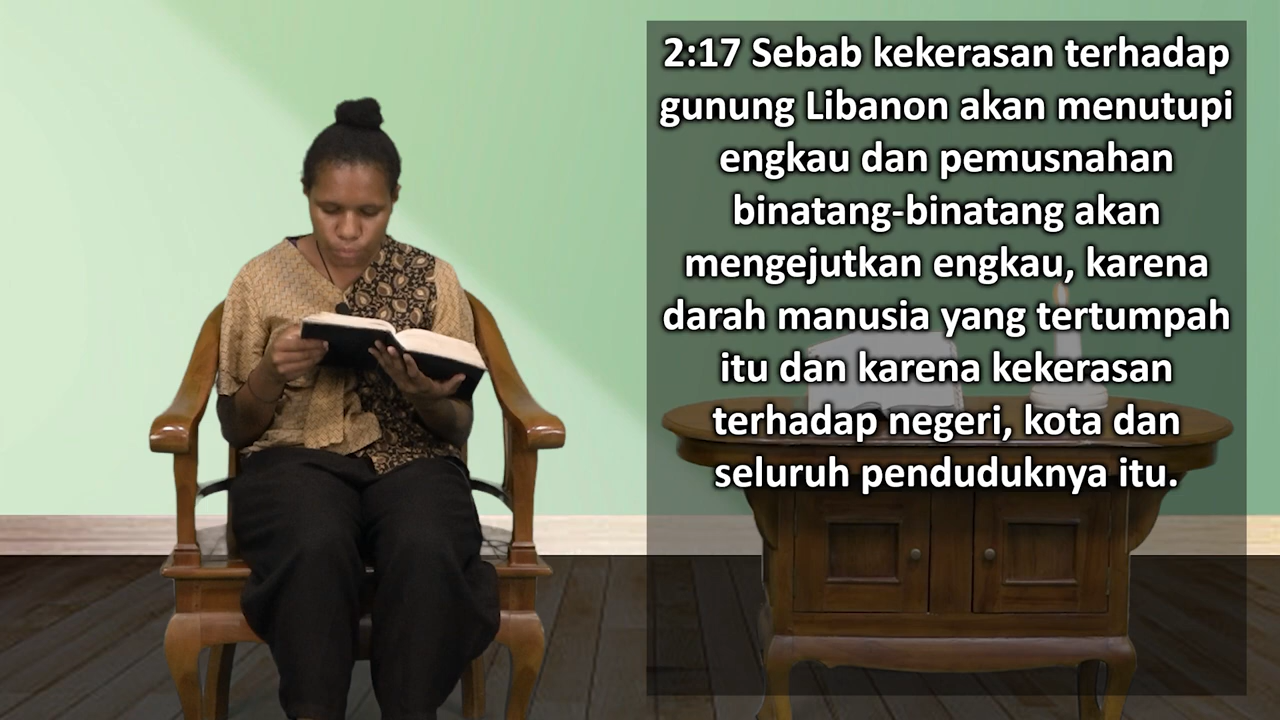 2:17 Sebab kekerasan terhadap
gunung Libanon akan menutupi
engkau dan pemusnahan
binatang-binatang akan
mengejutkan engkau, karena
darah manusia yang tertumpah
itu dan karena kekerasan
terhadap negeri, kota dan
seluruh penduduknya itu.